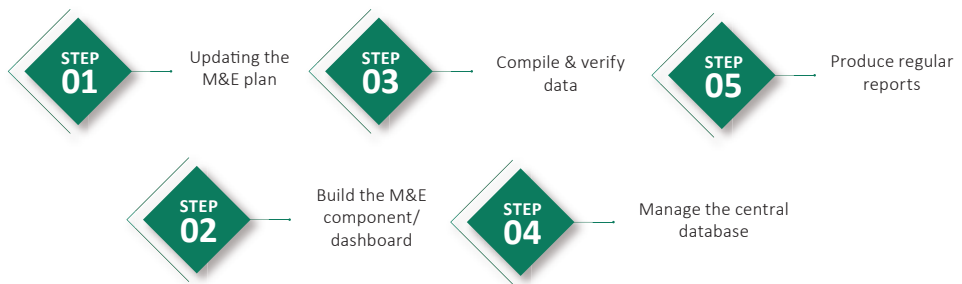 STEP
01
Updating the
M&E plan
STEP
02
Build the M&E
component/
dashboard
STEP
03
Compile & verify
data
STEP
04
Manage the central
database
STEP
05
Produce regular
reports